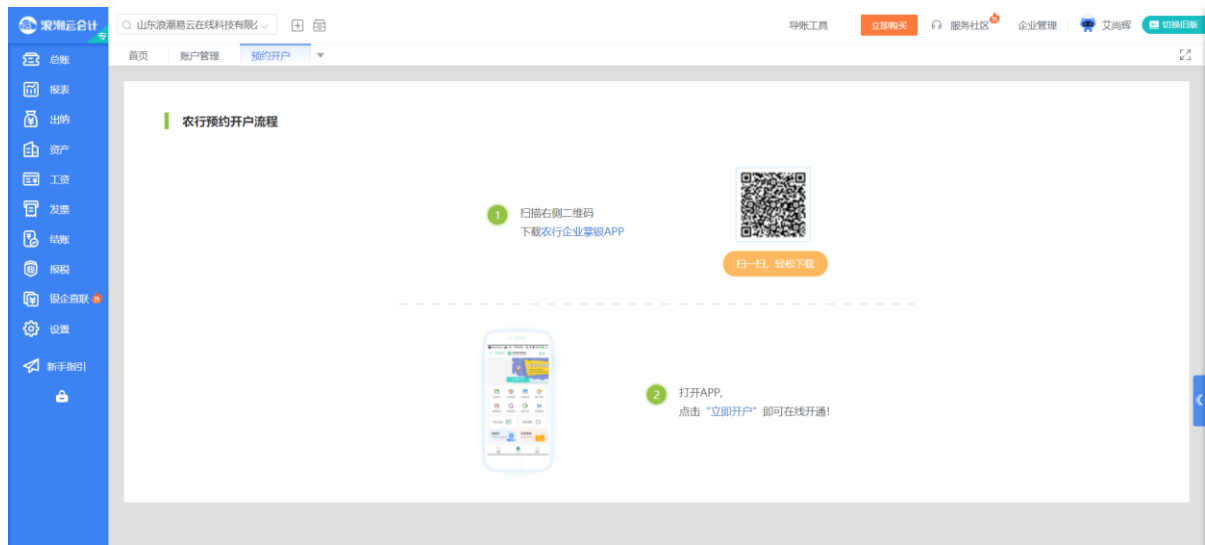 浪潮云会计
专
山东浪潮易云在线科技有限公
导账工具
立即购买
服务社区
企业管理
艾尚辉
切换旧版
首页
账户管理
预约开户
总账
报表
出纳
资产
工资
发票
结账
报税
银企直联
设置
新手指引
农行预约开户流程
1
扫描右侧二维码
下载农行企业掌银APP
扫一扫，轻松下载
2
打开APP,
点击“立即开户”即可在线开通!